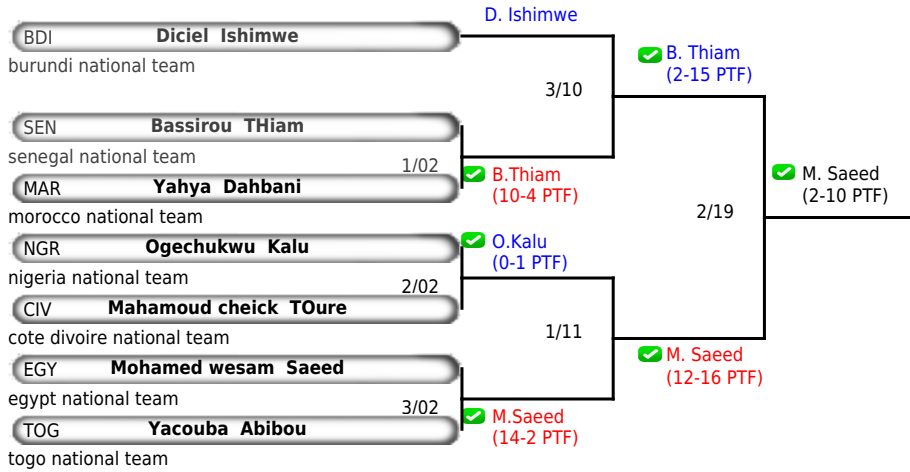 D. Ishimwe
BDI Diciel Ishimwe
burundi national team
B. Thiam
(2-15 PTF)
3/10
SEN Bassirou THiam
senegal national team
1/02
MAR Yahya Dahbani
morocco national team
B.Thiam
(10-4 PTF)
M. Saeed
(2-10 PTF)
2/19
NGR Ogechukwu Kalu
nigeria national team
O.Kalu
(0-1 PTF)
2/02
CIV Mahamoud cheick TOure
cote divoire national team
1/11
EGY Mohamed wesam Saeed
egypt national team
M. Saeed
(12-16 PTF)
3/02
TOG Yacouba Abibou
togo national team
M.Saeed
(14-2 PTF)